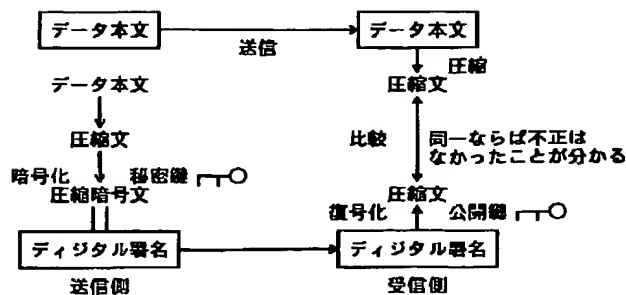 データ本文
送信
データ本文
データ本文
圧縮
圧縮文
圧縮文
比較
同一ならば不正は
なかったことが分かる
暗号化
秘密鍵
圧縮暗号文
圧縮文
復号化
公開鍵
ディジタル署名
ディジタル署名
送信側
受信側